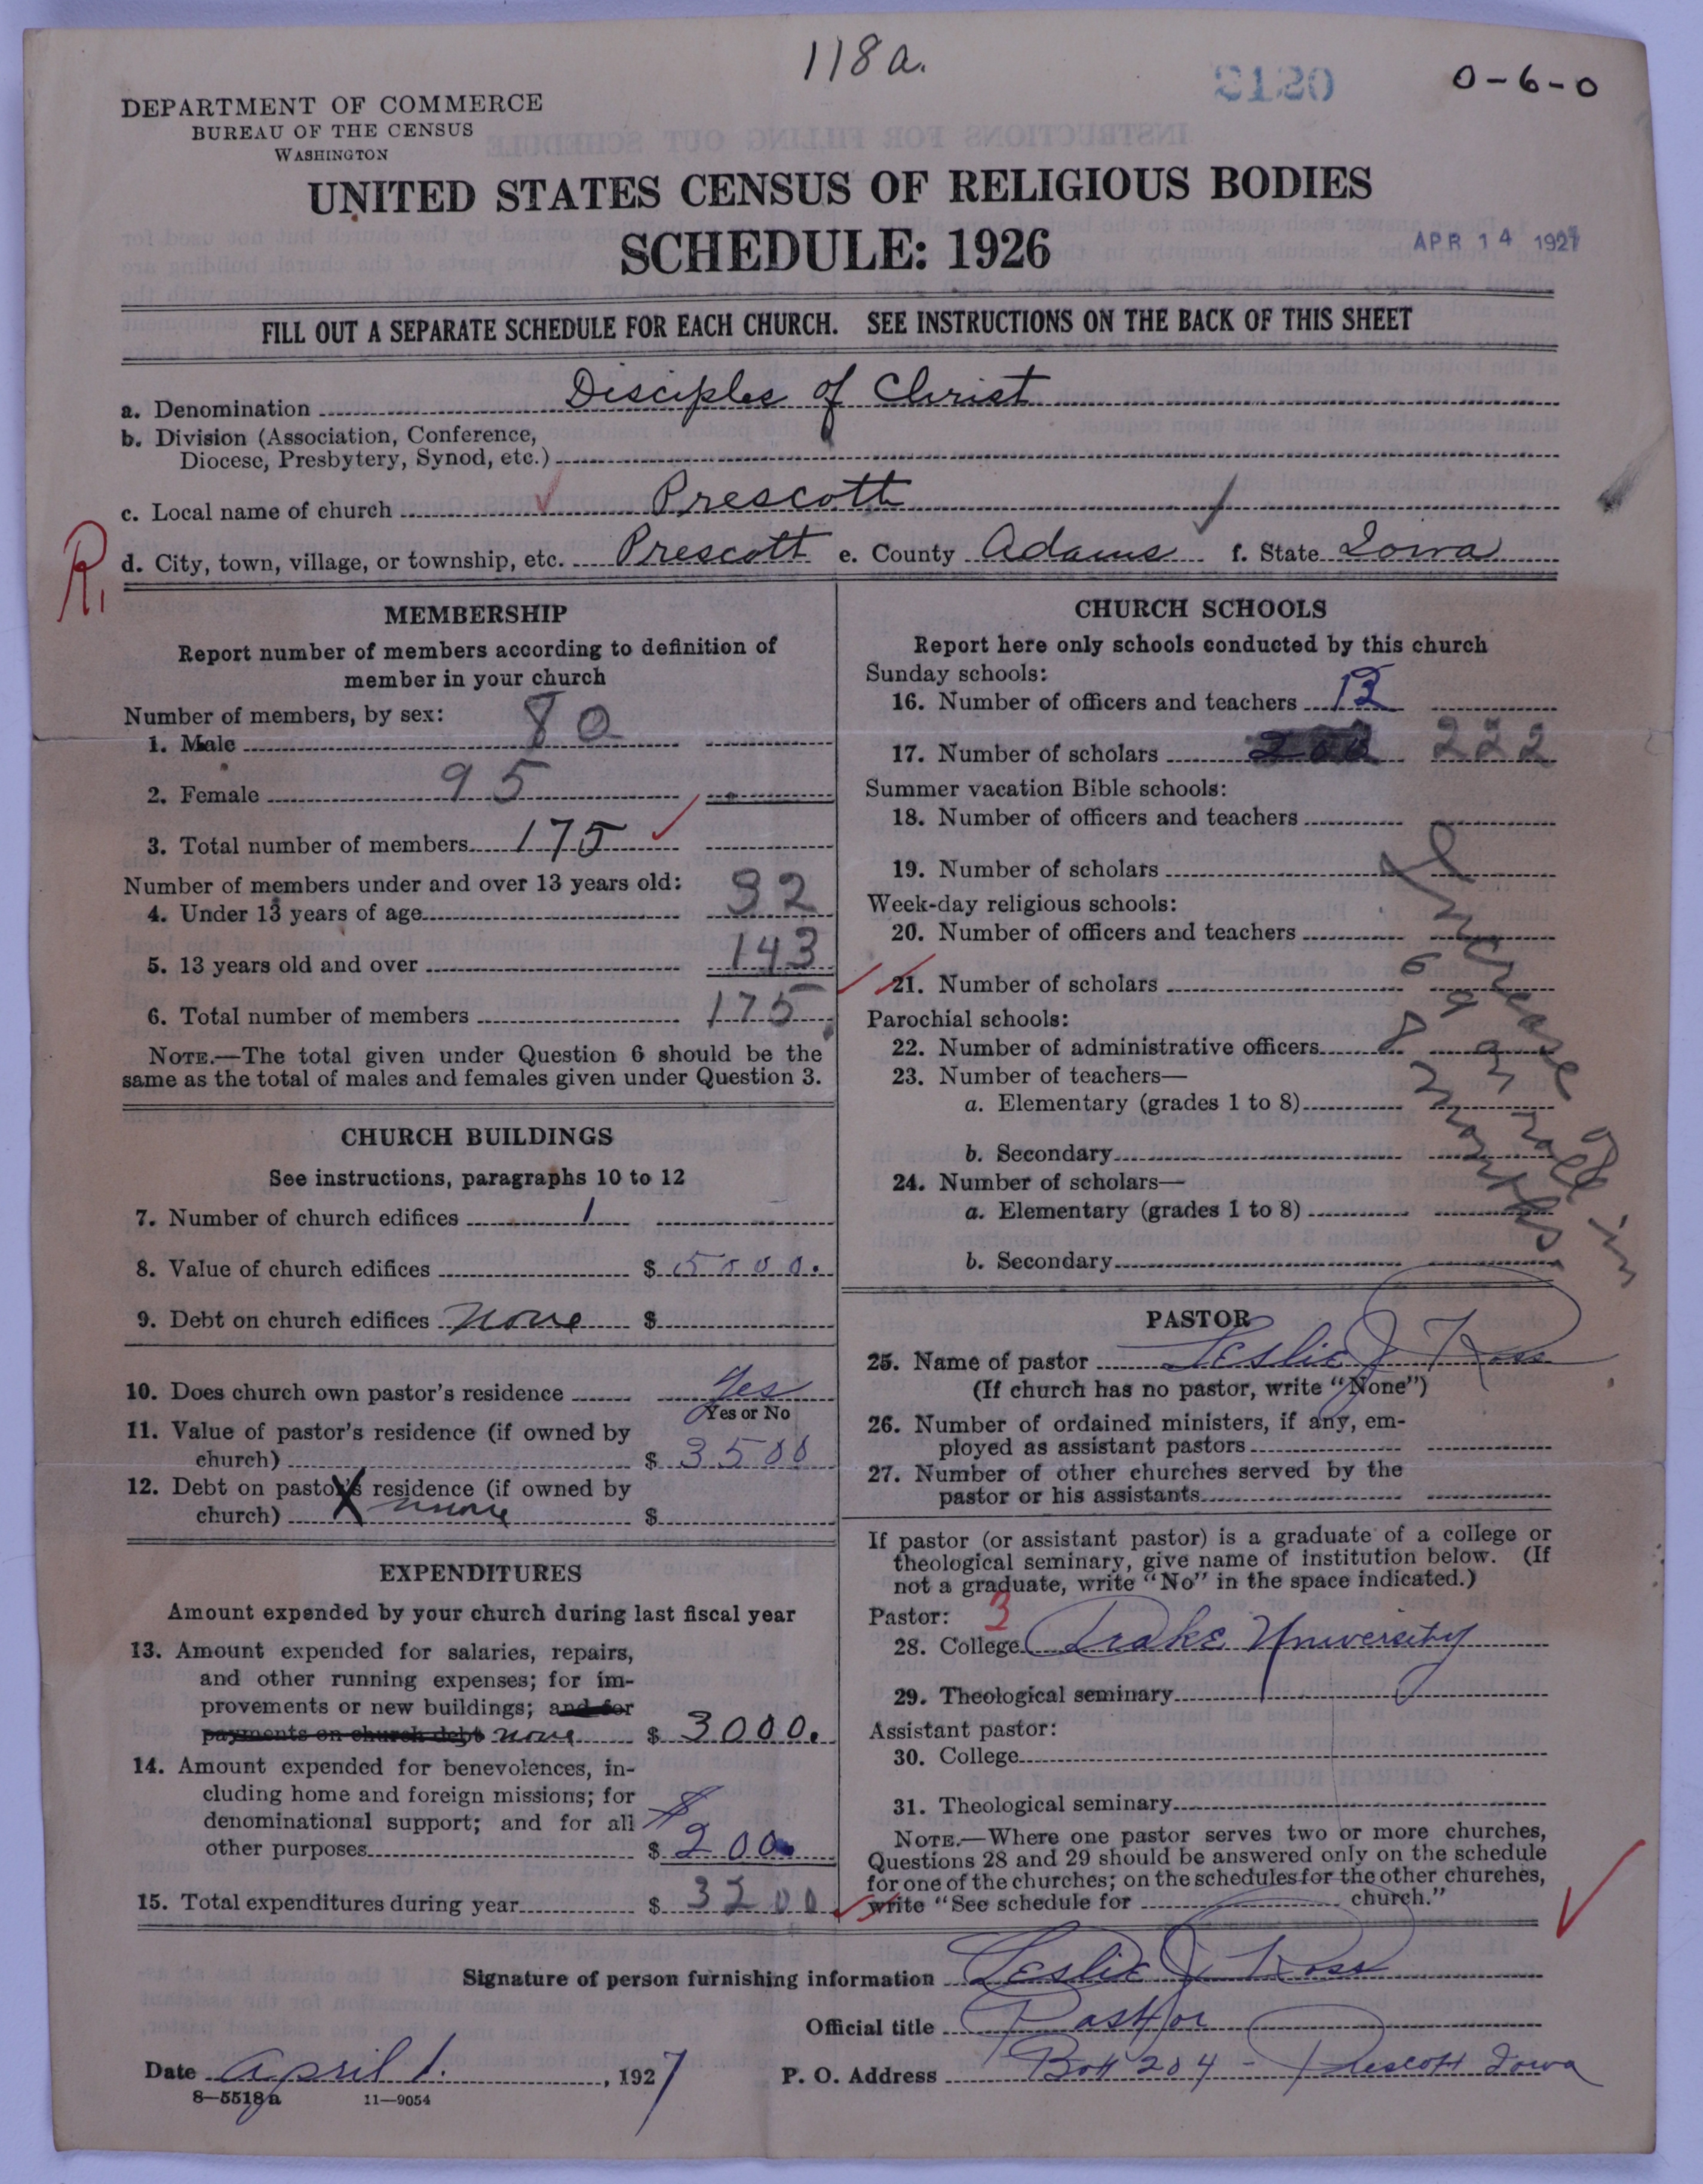 118a.
2120
0-6-0
DEPARTMENT OF COMMERCE
BUREAU OF THE CENSUS
WASHINGTON
UNITED STATES CENSUS OF RELIGIOUS BODIES
SCHEDULE: 1926
APR 14 1927
FILL OUT A SEPARATE SCHEDULE FOR EACH CHURCH. SEE INSTRUCTIONS ON THE BACK OF THIS SHEET
a. Denomination Disciples of Christ
b. Division (Association, Conference,
Diocese, Presbytery, Synod, etc.)
c. Local name of church Prescott
R,
d. City, town, village, or township, etc. Prescott e. County Adams f. State Iowa
MEMBERSHIP
Report number of members according to definition of
member in your church
Number of members, by sex:
1. Male 80
2. Female 95
3. Total number of members 175
Number of members under and over 13 years old:
4. Under 13 years of age 32
5. 13 years old and over 143
6. Total number of members 175
NOTE.—The total given under Question 6 should be the
same as the total of males and females given under Question 3.
CHURCH BUILDINGS
See instructions, paragraphs 10 to 12
7. Number of church edifices 1
8. Value of church edifices $ 5000.
9. Debt on church edifices none $
10. Does church own pastor's residence Yes
Yes or No
11. Value of pastor's residence (if owned by
church) $ 3500
12. Debt on pastor's residence (if owned by
church) X none $
EXPENDITURES
Amount expended by your church during last fiscal year
13. Amount expended for salaries, repairs,
and other running expenses; for im-
provements or new buildings; and for
payments on church debt none $ 3000.
14. Amount expended for benevolences, in-
cluding home and foreign missions; for
denominational support; and for all
other purposes $ 200
15. Total expenditures during year $ 3200
CHURCH SCHOOLS
Report here only schools conducted by this church
Sunday schools:
16. Number of officers and teachers
17. Number of scholars 222
Summer vacation Bible schools:
18. Number of officers and teachers
19. Number of scholars
Week-day religious schools:
20. Number of officers and teachers
21. Number of scholars
Parochial schools:
22. Number of administrative officers
23. Number of teachers—
a. Elementary (grades 1 to 8)
b. Secondary
24. Number of scholars—
a. Elementary (grades 1 to 8)
b. Secondary
Increase of
69 on roll in
8 months.
PASTOR
25. Name of pastor Leslie J Ross
(If church has no pastor, write "None")
26. Number of ordained ministers, if any, em-
ployed as assistant pastors
27. Number of other churches served by the
pastor or his assistants
If pastor (or assistant pastor) is a graduate of a college or
theological seminary, give name of institution below. (If
not a graduate, write "No" in the space indicated.)
Pastor: 3
28. College Drake University
29. Theological seminary
Assistant pastor:
30. College
31. Theological seminary
NOTE.—Where one pastor serves two or more churches,
Questions 28 and 29 should be answered only on the schedule
for one of the churches; on the schedules for the other churches,
write "See schedule for church."
Signature of person furnishing information Leslie J Ross
Official title Pastor
Date April 1. , 1927 P. O. Address Box 204 - Prescott Iowa
8—5518a 11—9054